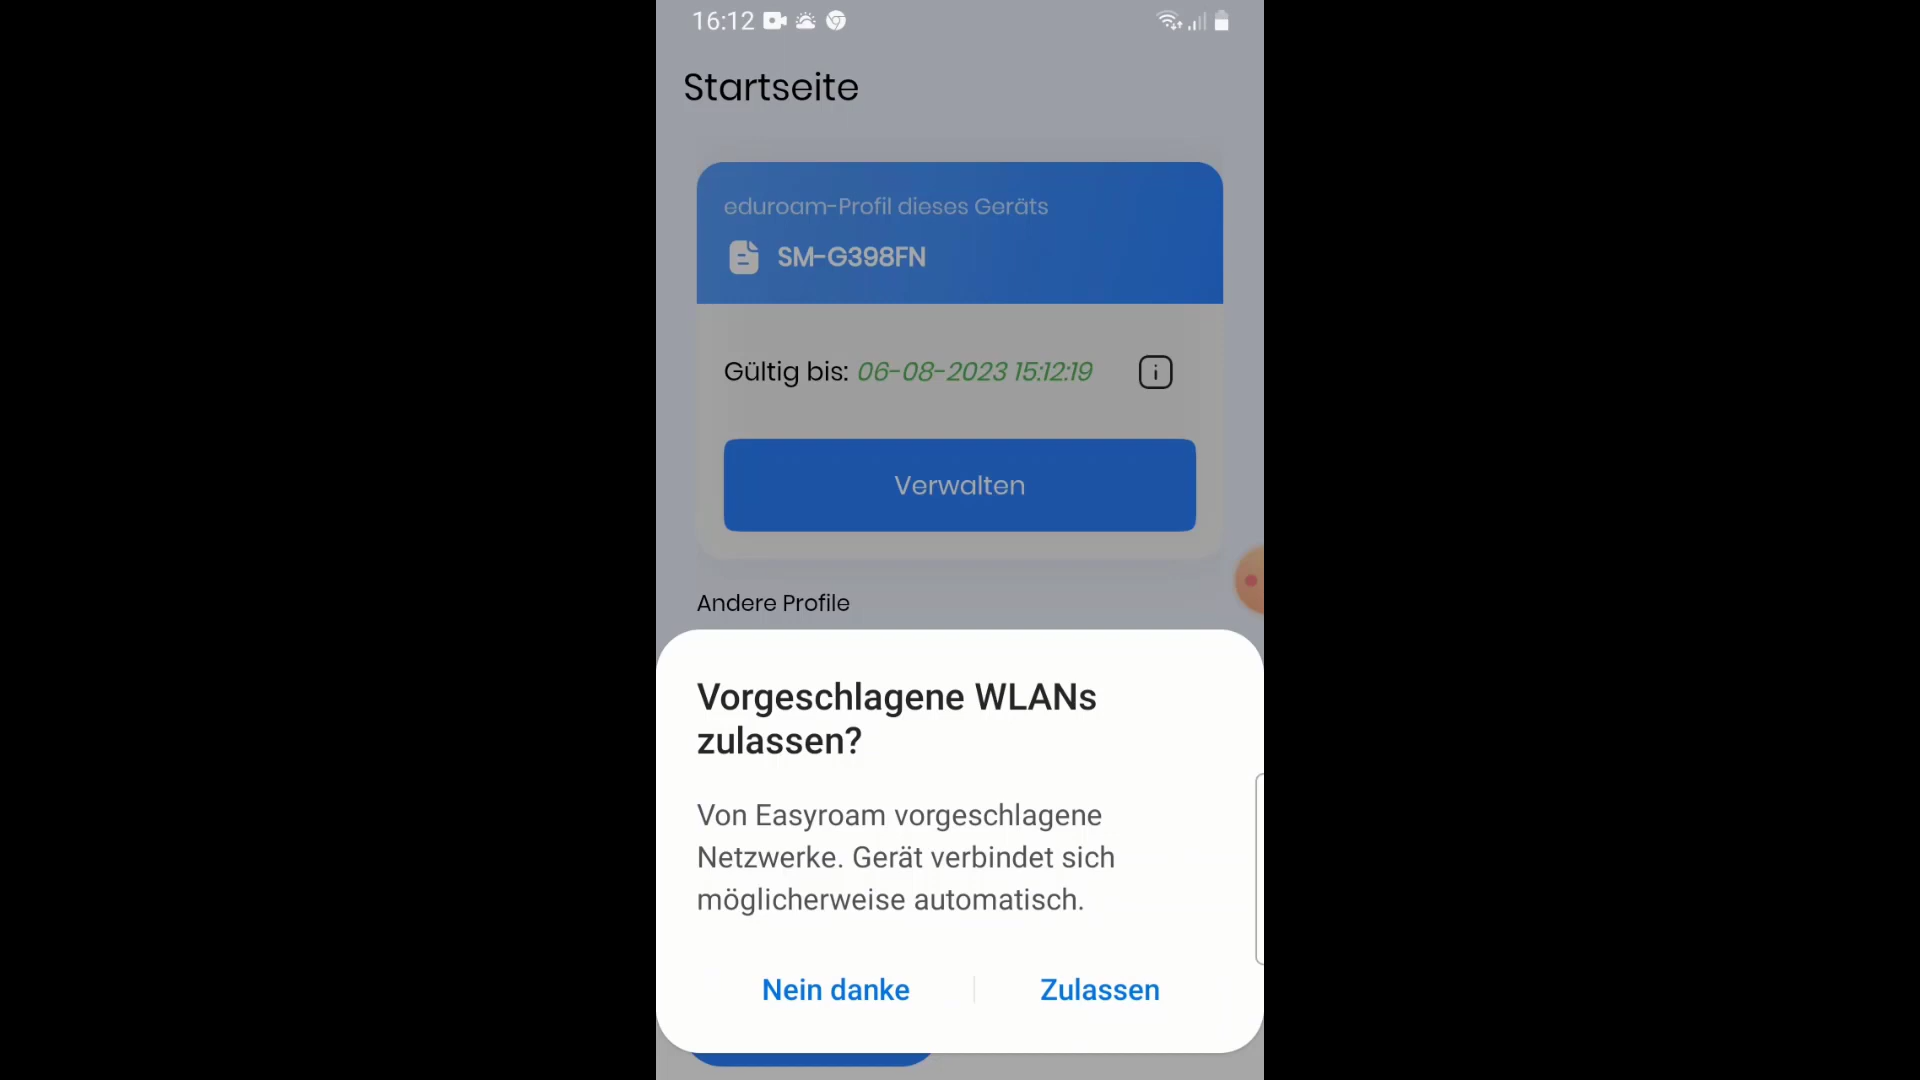 16:12
Startseite
eduroam-Profil dieses Geräts
SM-G398FN
Gültig bis: 06-08-2023 15:12:19
Verwalten
Andere Profile
Vorgeschlagene WLANs
zulassen?
Von Easyroam vorgeschlagene
Netzwerke. Gerät verbindet sich
möglicherweise automatisch.
Nein danke
Zulassen